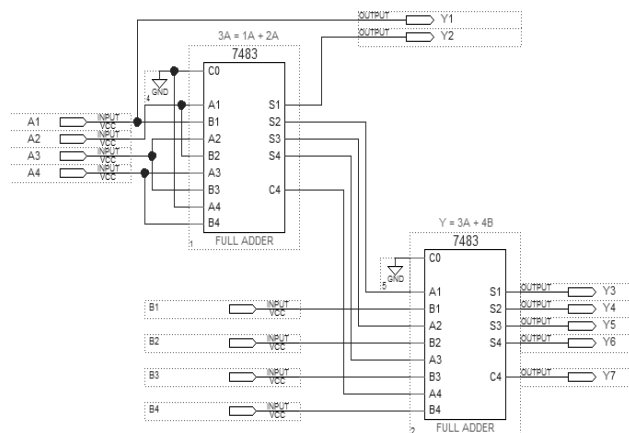 OUTPUT Y1
3A = 1A + 2A
OUTPUT Y2
7483
C0
4
GND
A1 S1
A1 INPUT VCC
B1 S2
A2 INPUT VCC
A2 S3
A3 INPUT VCC
B2 S4
A4 INPUT VCC
A3
B3 C4
A4
B4
1 FULL ADDER
Y = 3A + 4B
7483
C0
5
GND
A1 S1 OUTPUT Y3
B1 INPUT VCC
B1 S2 OUTPUT Y4
A2 S3 OUTPUT Y5
B2 INPUT VCC
B2 S4 OUTPUT Y6
A3
B3 INPUT VCC
B3 C4 OUTPUT Y7
A4
B4 INPUT VCC
B4
2 FULL ADDER